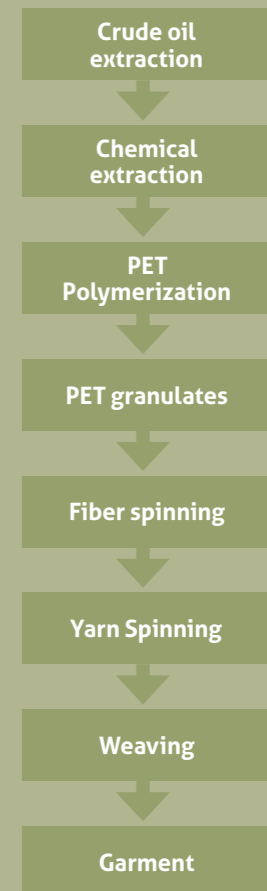 Crude oil
extraction
Chemical
extraction
PET
Polymerization
PET granulates
Fiber spinning
Yarn Spinning
Weaving
Garment